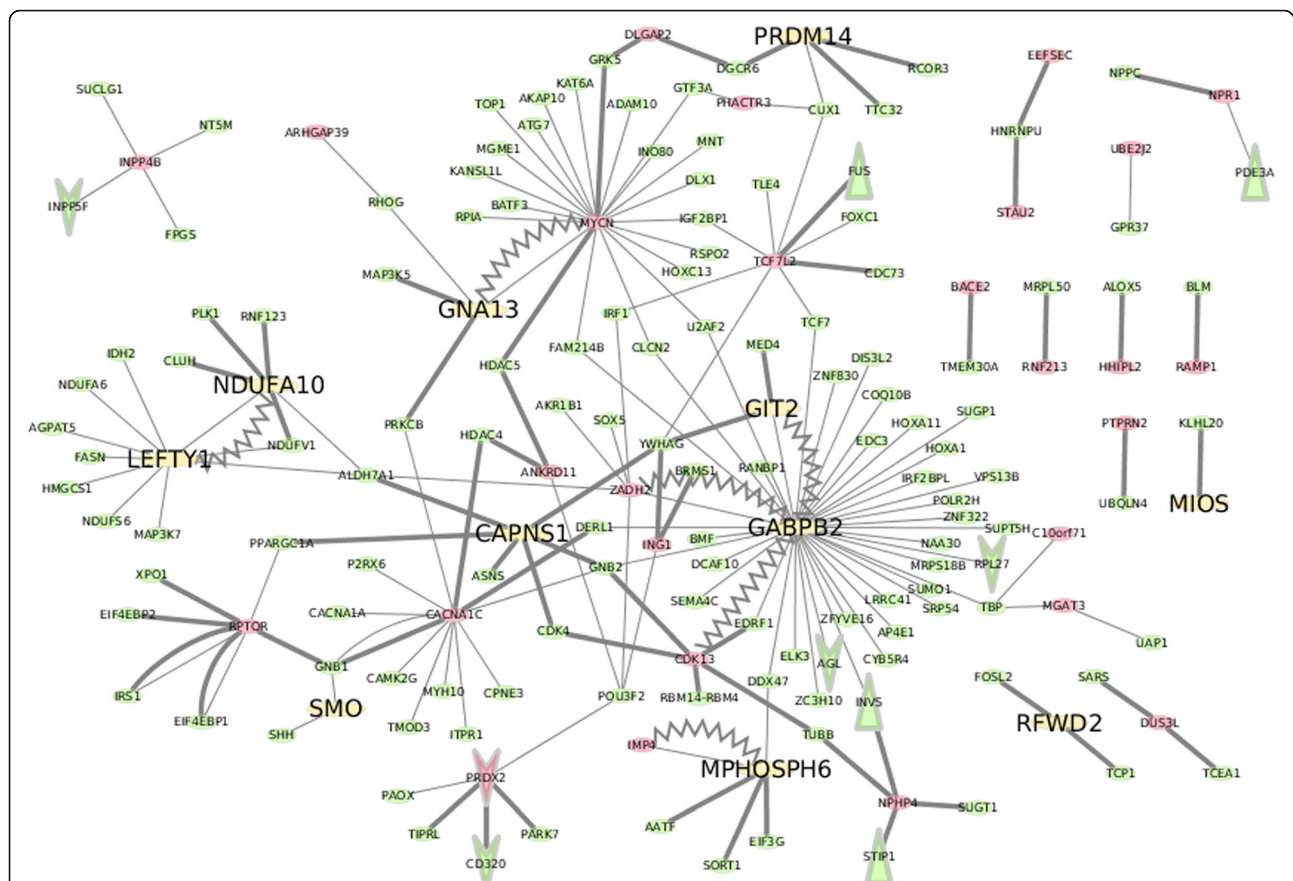 DLGAP2
PRDM14
EEFSEC
GRK5
DGCR6
RCOR3
NPPC
SUCLG1
KAT6A
GTF3A
NPR1
TOP1
AKAP10
ADAM10
PHACTR3
CUX1
TTC32
NT5M
ARHGAP39
ATG7
HNRNPU
MGME1
INO80
MNT
UBE2J2
INPP4B
KANSL1L
DLX1
TLE4
FUS
PDE3A
RHOG
BATF3
INPP5F
RPIA
MYCN
IGF2BP1
FOXC1
STAU2
GPR37
FPGS
RSPO2
TCF7L2
MAP3K5
HOXC13
CDC73
BACE2
MRPL50
ALOX5
BLM
GNA13
PLK1
RNF123
IRF1
U2AF2
TCF7
IDH2
CLUH
HDAC5
FAM214B
CLCN2
MED4
DIS3L2
TMEM30A
RNF213
HHIPL2
RAMP1
NDUFA6
NDUFA10
ZNF830
COQ10B
AKR1B1
GIT2
SOX5
HOXA11
SUGP1
AGPAT5
PRKCB
PTPRN2
KLHL20
NDUFV1
HDAC4
YWHAG
EDC3
HOXA1
FASN
LEFTY1
ALDH7A1
ANKRD11
BRMS1
RANBP1
IRF2BPL
VPS13B
HMGCS1
ZADH2
POLR2H
UBQLN4
MIOS
NDUFS6
ZNF322
MAP3K7
CAPNS1
DERL1
GABPB2
SUPT5H
C10orf71
PPARGC1A
ING1
BMF
NAA30
P2RX6
ASNS
GNB2
DCAF10
MRPS18B
RPL27
XPO1
SUMO1
EIF4EBP2
CACNA1A
CACNA1C
SEMA4C
LRRC41
SRP54
TBP
MGAT3
RPTOR
CDK4
EDRF1
ZFYVE16
AP4E1
UAP1
GNB1
CDK13
ELK3
AGL
CYB5R4
CAMK2G
MYH10
CPNE3
DDX47
FOSL2
SARS
IRS1
POU3F2
RBM14-RBM4
ZC3H10
INVS
SMO
EIF4EBP1
TMOD3
ITPR1
RFWD2
DUS3L
SHH
IMP4
TUBB
MPHOSPH6
TCP1
TCEA1
PRDX2
PAOX
NPHP4
SUGT1
AATF
TIPRL
PARK7
EIF3G
CD320
SORT1
STIP1